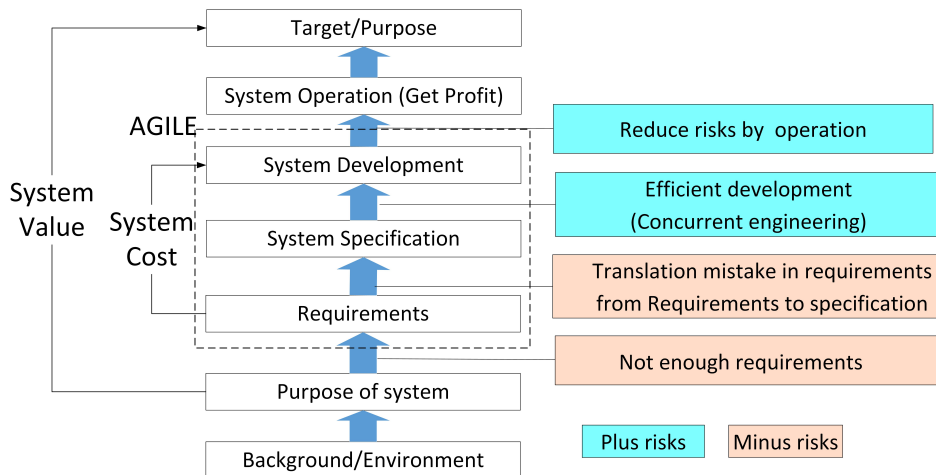 Target/Purpose
System Operation (Get Profit)
AGILE
Reduce risks by operation
System Development
Efficient development
(Concurrent engineering)
System
Value
System
Cost
System Specification
Translation mistake in requirements
from Requirements to specification
Requirements
Not enough requirements
Purpose of system
Plus risks
Minus risks
Background/Environment